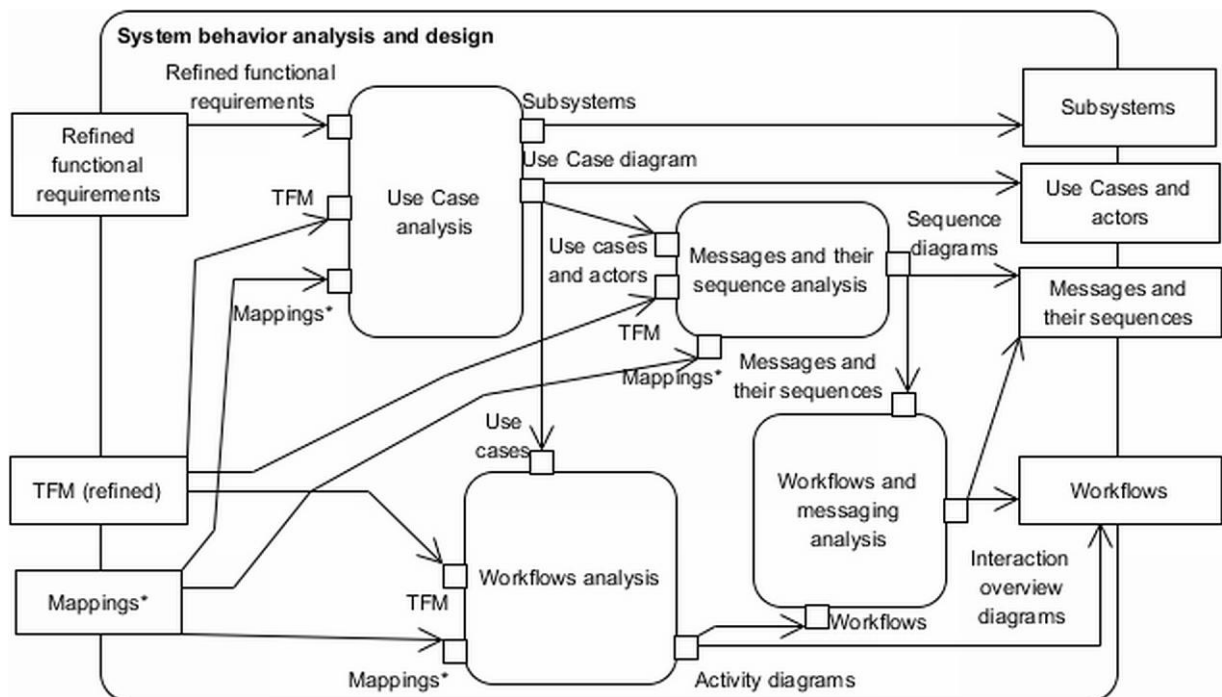 System behavior analysis and design
Refined functional
requirements
Refined
functional
requirements
TFM
Mappings*
Use Case
analysis
Subsystems
Use Case diagram
Subsystems
Use Cases and
actors
Use cases
and actors
TFM
Mappings*
Messages and their
sequence analysis
Sequence
diagrams
Messages and
their sequences
Messages and
their sequences
Use
cases
TFM (refined)
Mappings*
TFM
Mappings*
Workflows analysis
Workflows and
messaging
analysis
Workflows
Workflows
Interaction
overview
diagrams
Activity diagrams